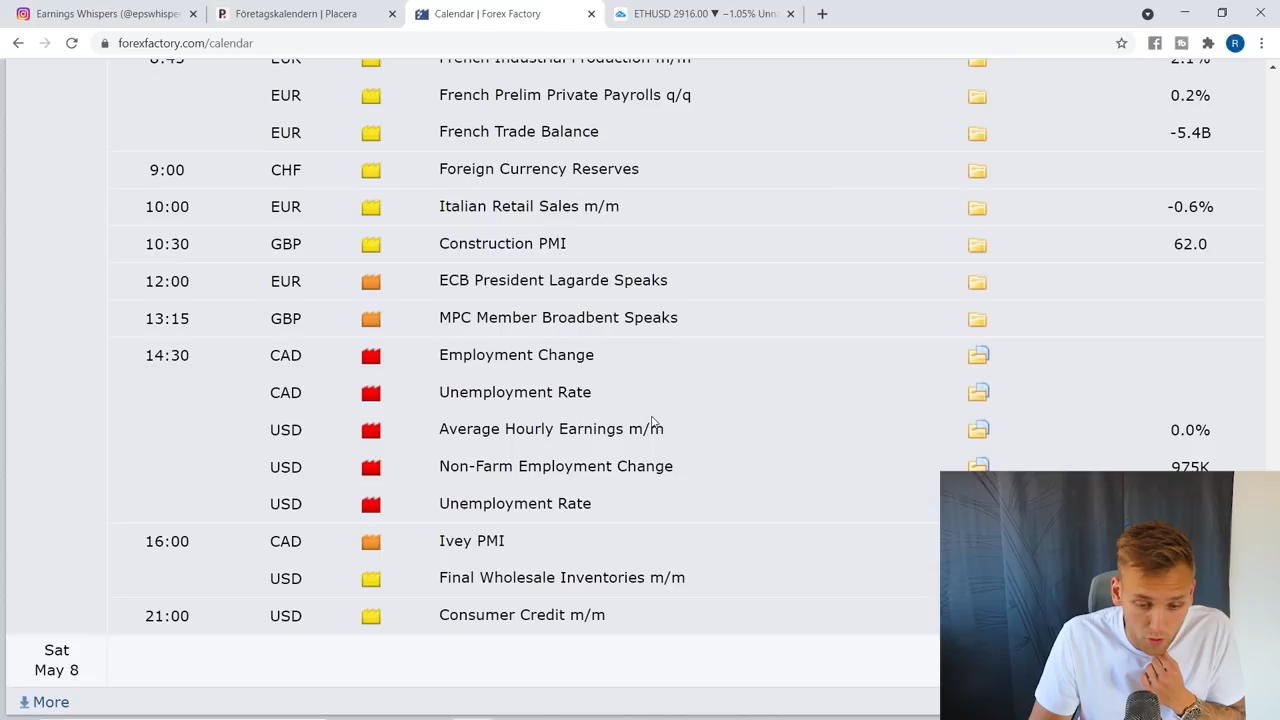 Earnings Whispers (@epswhisper
Företagskalendern | Placera
Calendar | Forex Factory
ETHUSD 2916.00 ▼ −1.05% Unn
forexfactory.com/calendar
R
8:45 EUR French Industrial Production m/m 2.1%
EUR French Prelim Private Payrolls q/q 0.2%
EUR French Trade Balance -5.4B
9:00 CHF Foreign Currency Reserves
10:00 EUR Italian Retail Sales m/m -0.6%
10:30 GBP Construction PMI 62.0
12:00 EUR ECB President Lagarde Speaks
13:15 GBP MPC Member Broadbent Speaks
14:30 CAD Employment Change
CAD Unemployment Rate
USD Average Hourly Earnings m/m 0.0%
USD Non-Farm Employment Change 975K
USD Unemployment Rate
16:00 CAD Ivey PMI
USD Final Wholesale Inventories m/m
21:00 USD Consumer Credit m/m
Sat
May 8
More